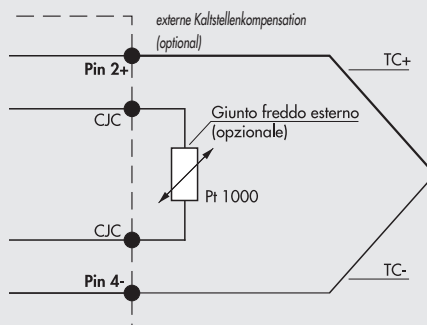 externe Kaltstellenkompensation
(optional)
TC+
Pin 2+
CJC
Giunto freddo esterno
(opzionale)
Pt 1000
CJC
Pin 4-
TC-